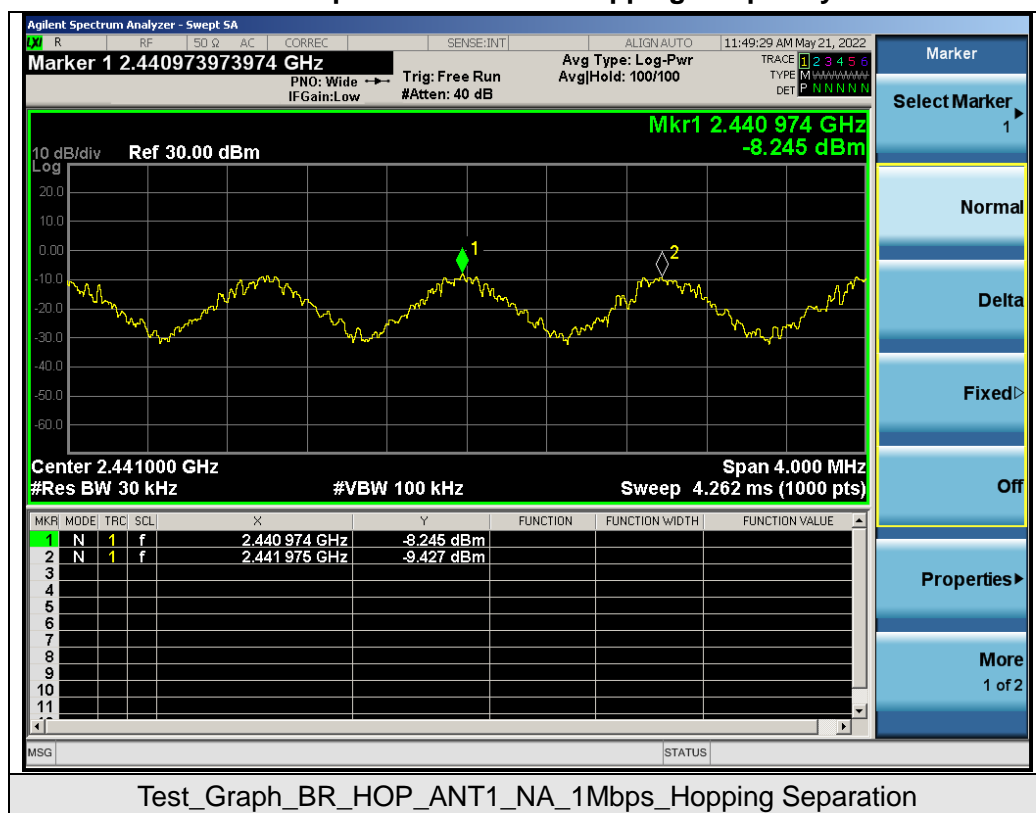 Agilent Spectrum Analyzer - Swept SA
LXI R RF 50 Ω AC CORREC SENSE:INT ALIGN AUTO 11:49:29 AM May 21, 2022
Marker 1 2.440973973974 GHz
PNO: Wide
IFGain:Low
Trig: Free Run
#Atten: 40 dB
Avg Type: Log-Pwr
Avg|Hold: 100/100
TRACE 1 2 3 4 5 6
TYPE M
DET P N N N N N
Mkr1 2.440 974 GHz
-8.245 dBm
10 dB/div Ref 30.00 dBm
Log
20.0
10.0
0.00
-10.0
-20.0
-30.0
-40.0
-50.0
-60.0
1
2
Center 2.441000 GHz Span 4.000 MHz
#Res BW 30 kHz #VBW 100 kHz Sweep 4.262 ms (1000 pts)
MKR MODE TRC SCL X Y FUNCTION FUNCTION WIDTH FUNCTION VALUE
1 N 1 f 2.440 974 GHz -8.245 dBm
2 N 1 f 2.441 975 GHz -9.427 dBm
3
4
5
6
7
8
9
10
11
MSG STATUS
Marker
Select Marker
1
Normal
Delta
Fixed
Off
Properties
More
1 of 2
Test_Graph_BR_HOP_ANT1_NA_1Mbps_Hopping Separation